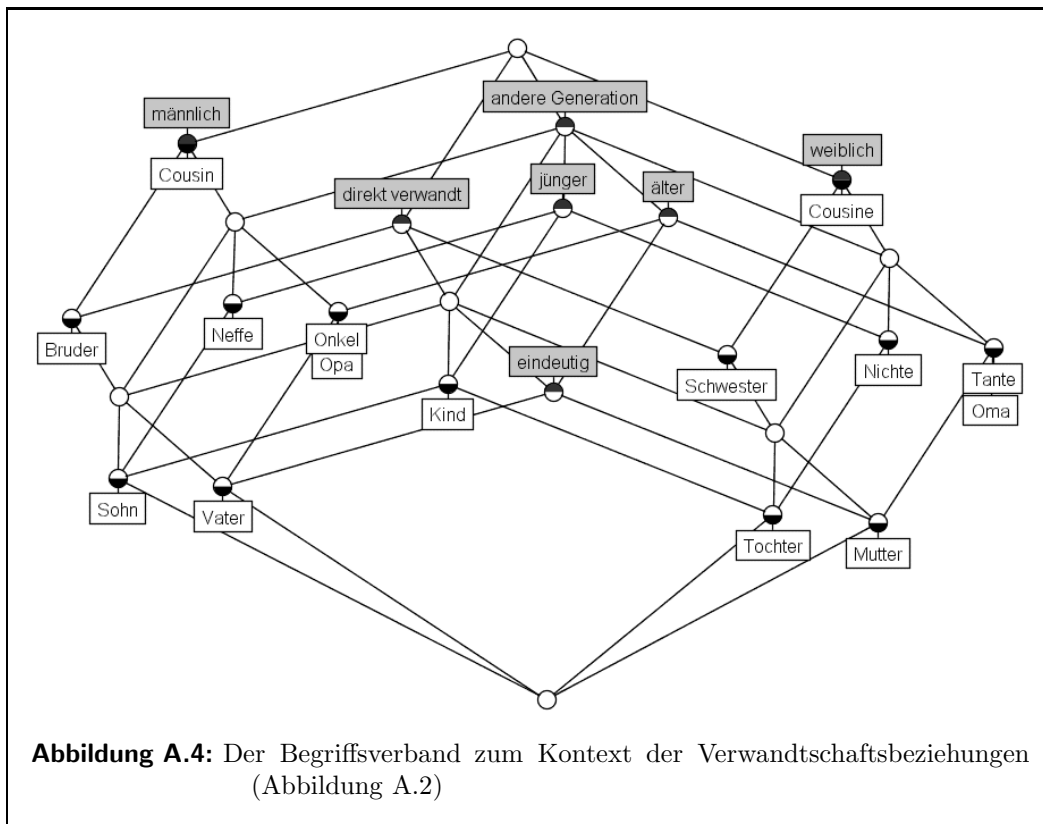 andere Generation
männlich
weiblich
Cousin
jünger
älter
direkt verwandt
Cousine
Bruder
Neffe
Onkel
Opa
eindeutig
Schwester
Nichte
Tante
Oma
Kind
Sohn
Vater
Tochter
Mutter
Abbildung A.4: Der Begriffsverband zum Kontext der Verwandtschaftsbeziehungen
(Abbildung A.2)